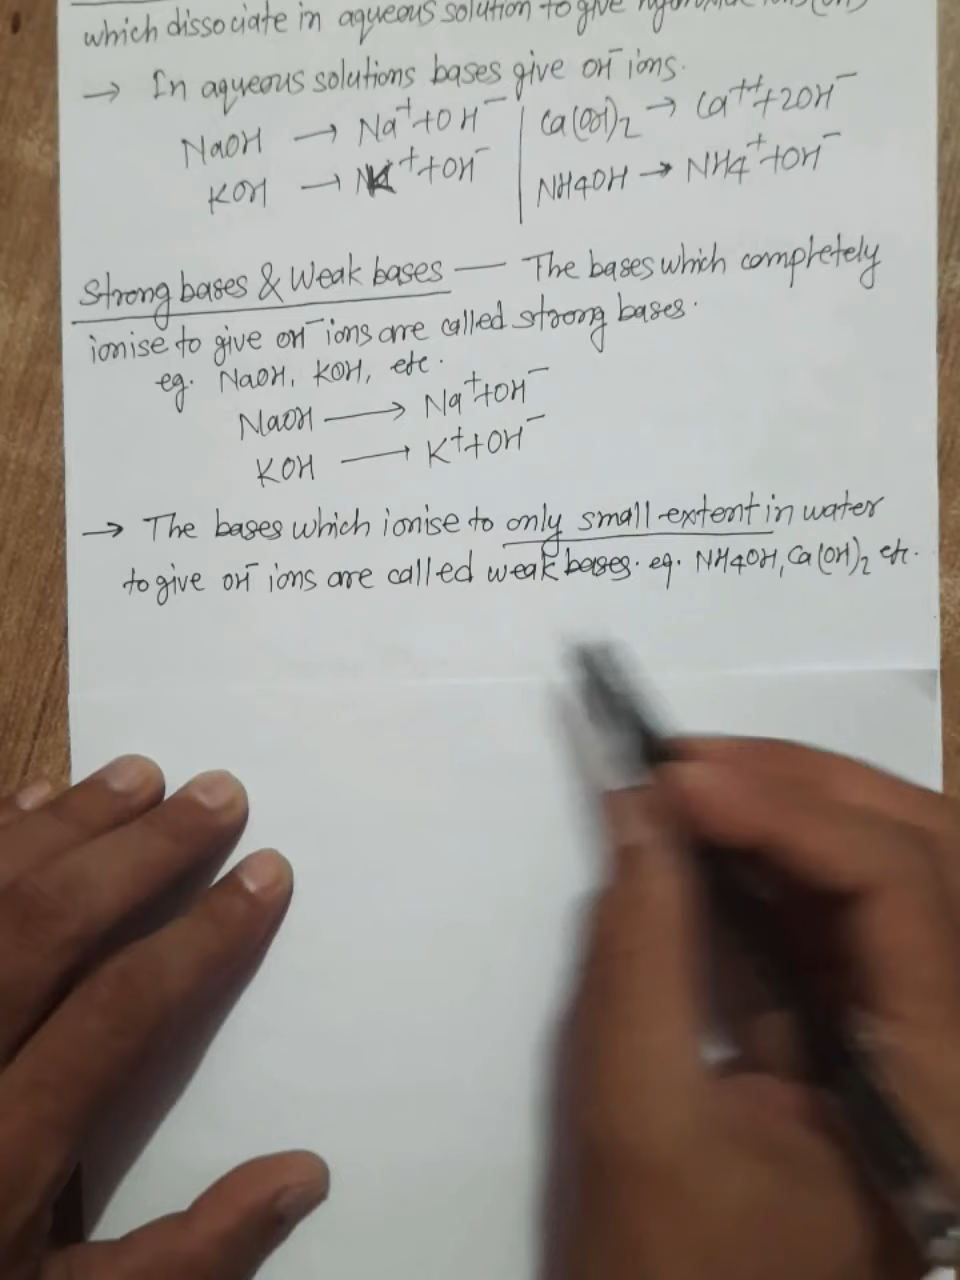 which dissociate in aqueous solution to give
→ In aqueous solutions bases give OH⁻ ions.
NaOH → Na⁺+OH⁻ | Ca(OH)₂ → Ca⁺⁺+2OH⁻
KOH → K⁺+OH⁻ | NH4OH → NH4⁺+OH⁻
Strong bases & Weak bases — The bases which completely
ionise to give OH⁻ ions are called strong bases.
eg. NaOH, KOH, etc.
NaOH → Na⁺+OH⁻
KOH → K⁺+OH⁻
→ The bases which ionise to only small extent in water
to give OH⁻ ions are called weak bases. eg. NH4OH, Ca(OH)₂ etc.